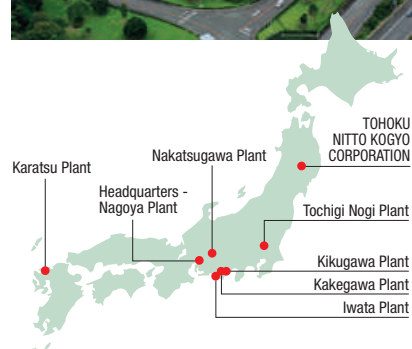 TOHOKU
NITTO KOGYO
CORPORATION
Nakatsugawa Plant
Karatsu Plant
Headquarters -
Nagoya Plant
Tochigi Nogi Plant
Kikugawa Plant
Kakegawa Plant
Iwata Plant